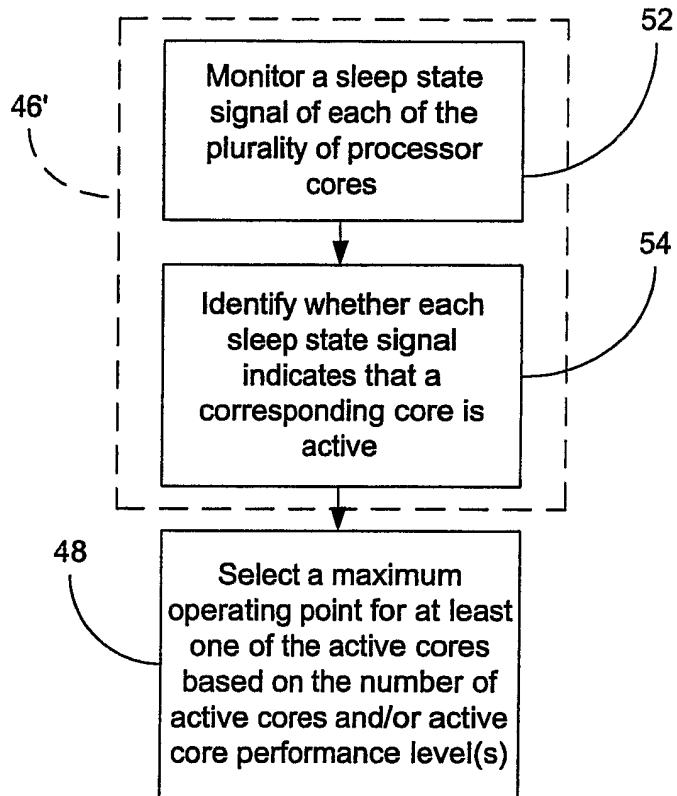 52
Monitor a sleep state
signal of each of the
plurality of processor
cores
46'
54
Identify whether each
sleep state signal
indicates that a
corresponding core is
active
48
Select a maximum
operating point for at least
one of the active cores
based on the number of
active cores and/or active
core performance level(s)